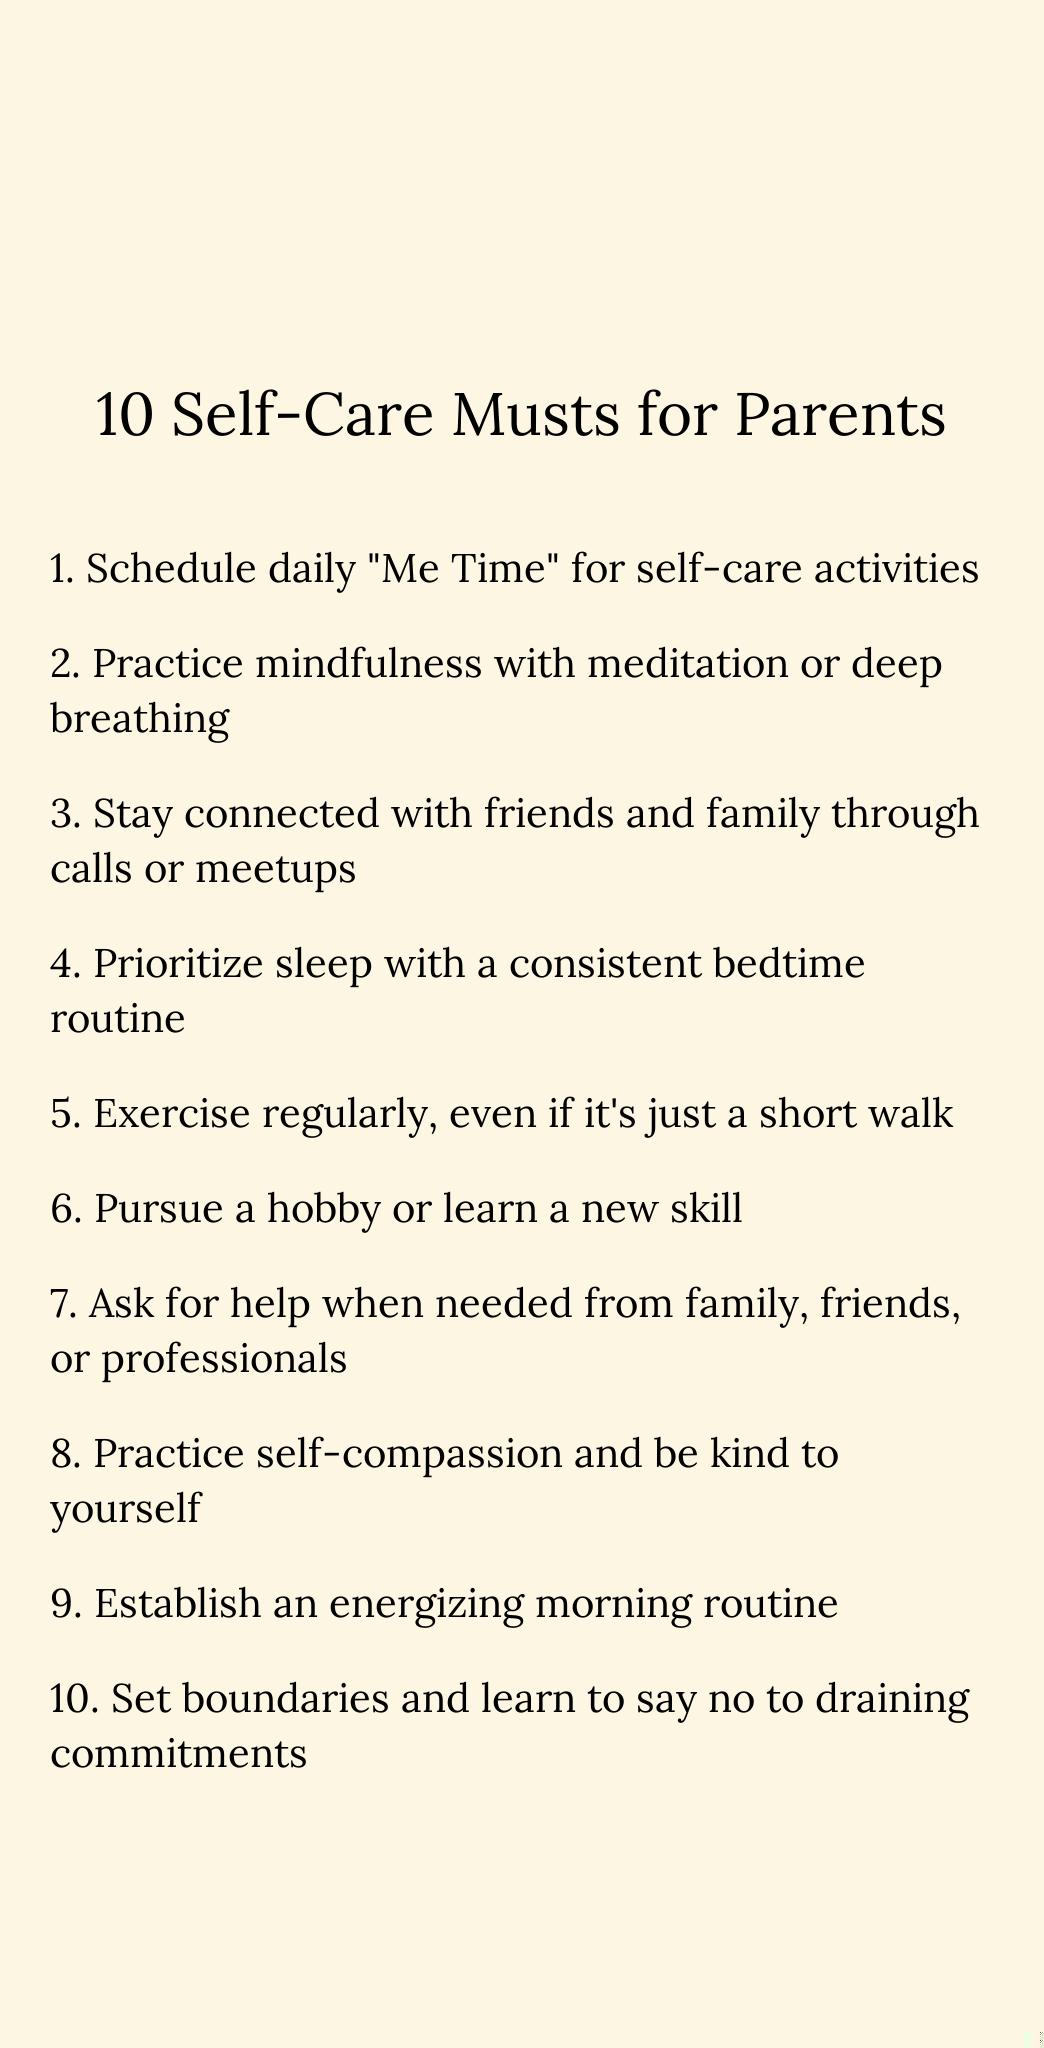 10 Self-Care Musts for Parents
1. Schedule daily "Me Time" for self-care activities
2. Practice mindfulness with meditation or deep
breathing
3. Stay connected with friends and family through
calls or meetups
4. Prioritize sleep with a consistent bedtime
routine
5. Exercise regularly, even if it's just a short walk
6. Pursue a hobby or learn a new skill
7. Ask for help when needed from family, friends,
or professionals
8. Practice self-compassion and be kind to
yourself
9. Establish an energizing morning routine
10. Set boundaries and learn to say no to draining
commitments